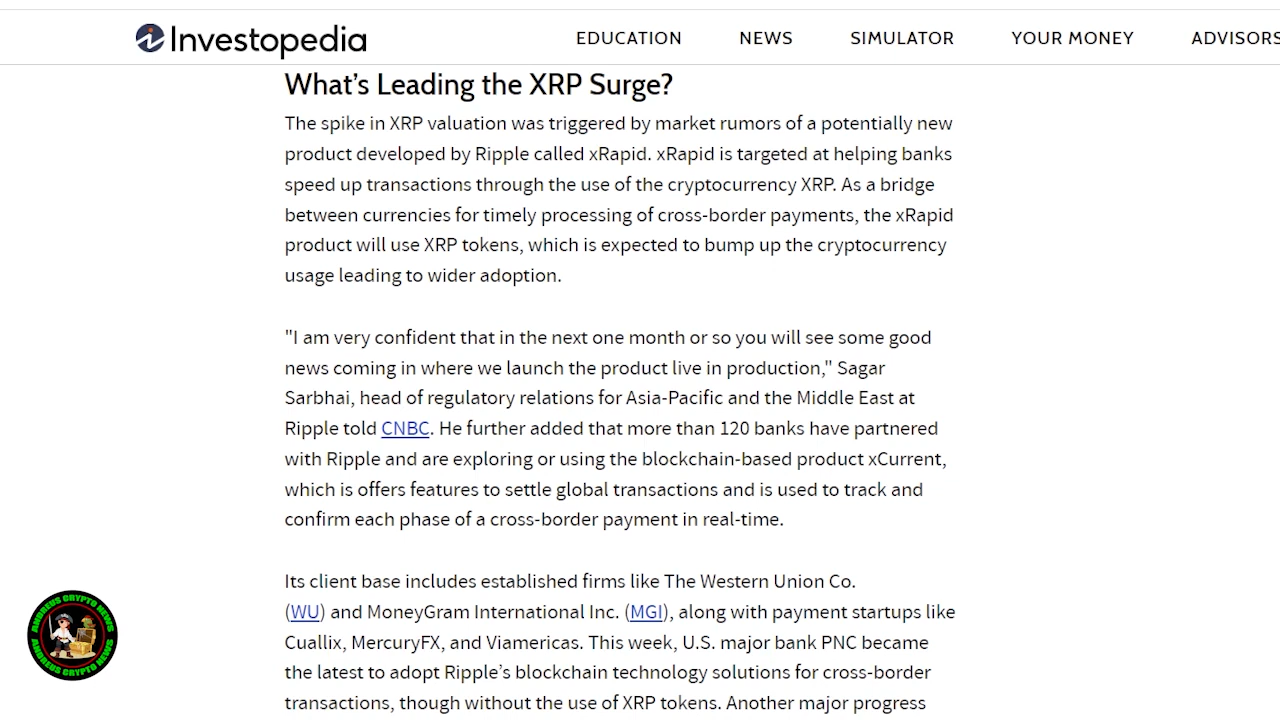 Investopedia
EDUCATION NEWS SIMULATOR YOUR MONEY ADVISORS
What's Leading the XRP Surge?
The spike in XRP valuation was triggered by market rumors of a potentially new
product developed by Ripple called xRapid. xRapid is targeted at helping banks
speed up transactions through the use of the cryptocurrency XRP. As a bridge
between currencies for timely processing of cross-border payments, the xRapid
product will use XRP tokens, which is expected to bump up the cryptocurrency
usage leading to wider adoption.
"I am very confident that in the next one month or so you will see some good
news coming in where we launch the product live in production," Sagar
Sarbhai, head of regulatory relations for Asia-Pacific and the Middle East at
Ripple told CNBC. He further added that more than 120 banks have partnered
with Ripple and are exploring or using the blockchain-based product xCurrent,
which is offers features to settle global transactions and is used to track and
confirm each phase of a cross-border payment in real-time.
Its client base includes established firms like The Western Union Co.
(WU) and MoneyGram International Inc. (MGI), along with payment startups like
Cuallix, MercuryFX, and Viamericas. This week, U.S. major bank PNC became
the latest to adopt Ripple's blockchain technology solutions for cross-border
transactions, though without the use of XRP tokens. Another major progress
ANDREUS CRYPTO NEWS
ANDREUS CRYPTO NEWS